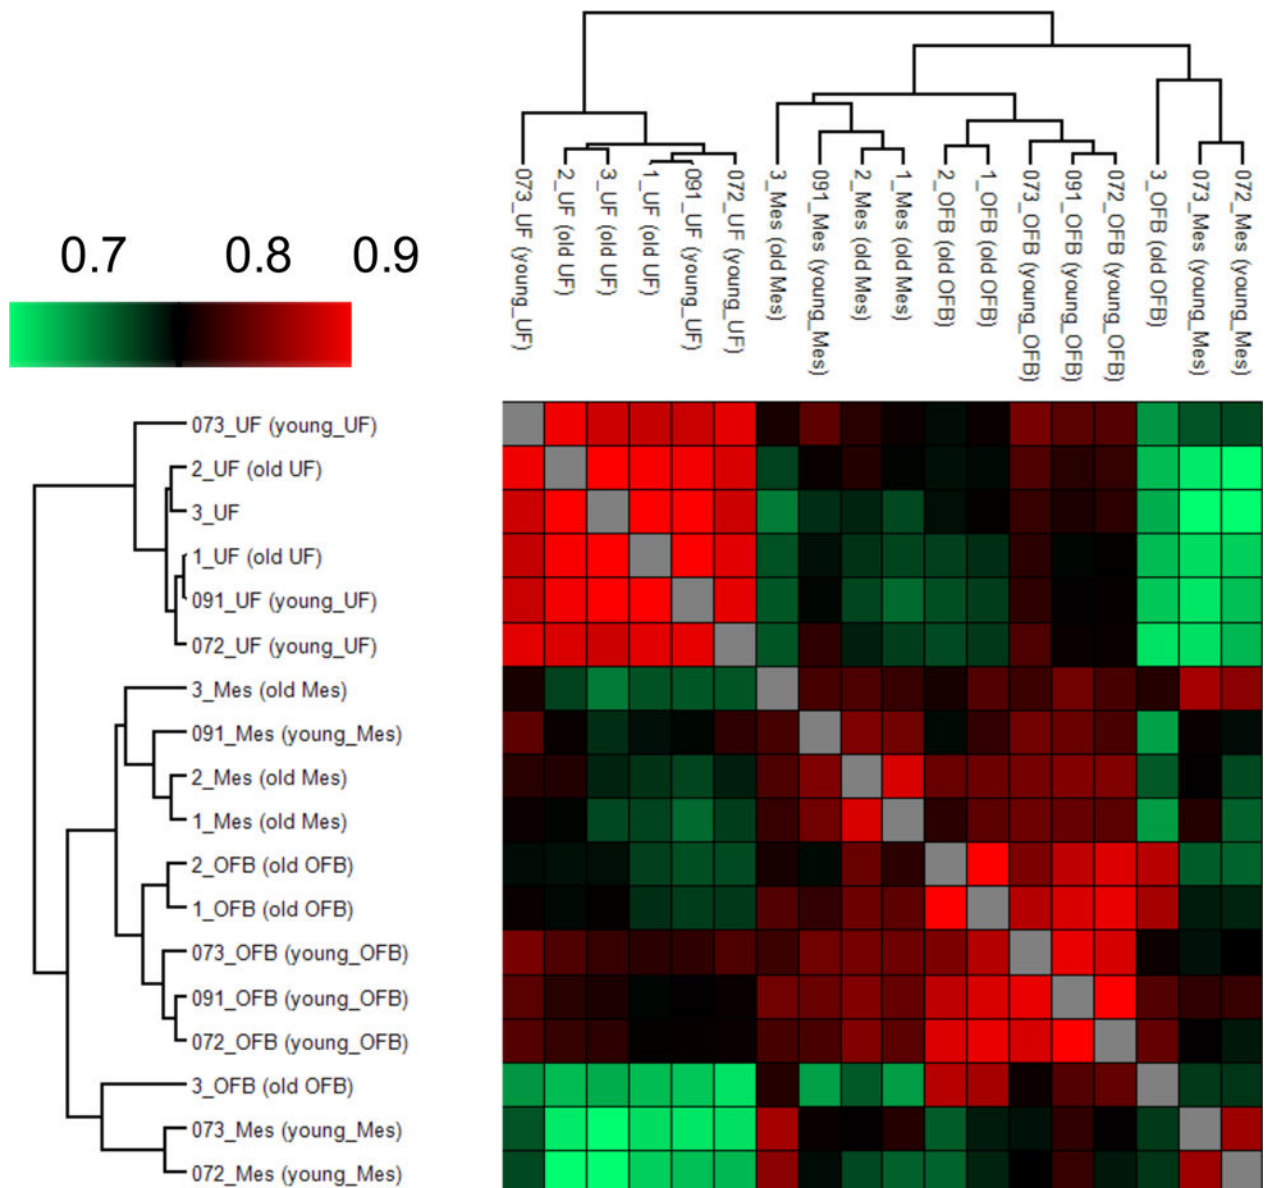 0.7 0.8 0.9
073_UF (young_UF)
2_UF (old UF)
3_UF (old UF)
1_UF (old UF)
091_UF (young_UF)
072_UF (young_UF)
3_Mes (old Mes)
091_Mes (young_Mes)
2_Mes (old Mes)
1_Mes (old Mes)
2_OFB (old OFB)
1_OFB (old OFB)
073_OFB (young_OFB)
091_OFB (young_OFB)
072_OFB (young_OFB)
3_OFB (old OFB)
073_Mes (young_Mes)
072_Mes (young_Mes)
073_UF (young_UF)
2_UF (old UF)
3_UF
1_UF (old UF)
091_UF (young_UF)
072_UF (young_UF)
3_Mes (old Mes)
091_Mes (young_Mes)
2_Mes (old Mes)
1_Mes (old Mes)
2_OFB (old OFB)
1_OFB (old OFB)
073_OFB (young_OFB)
091_OFB (young_OFB)
072_OFB (young_OFB)
3_OFB (old OFB)
073_Mes (young_Mes)
072_Mes (young_Mes)